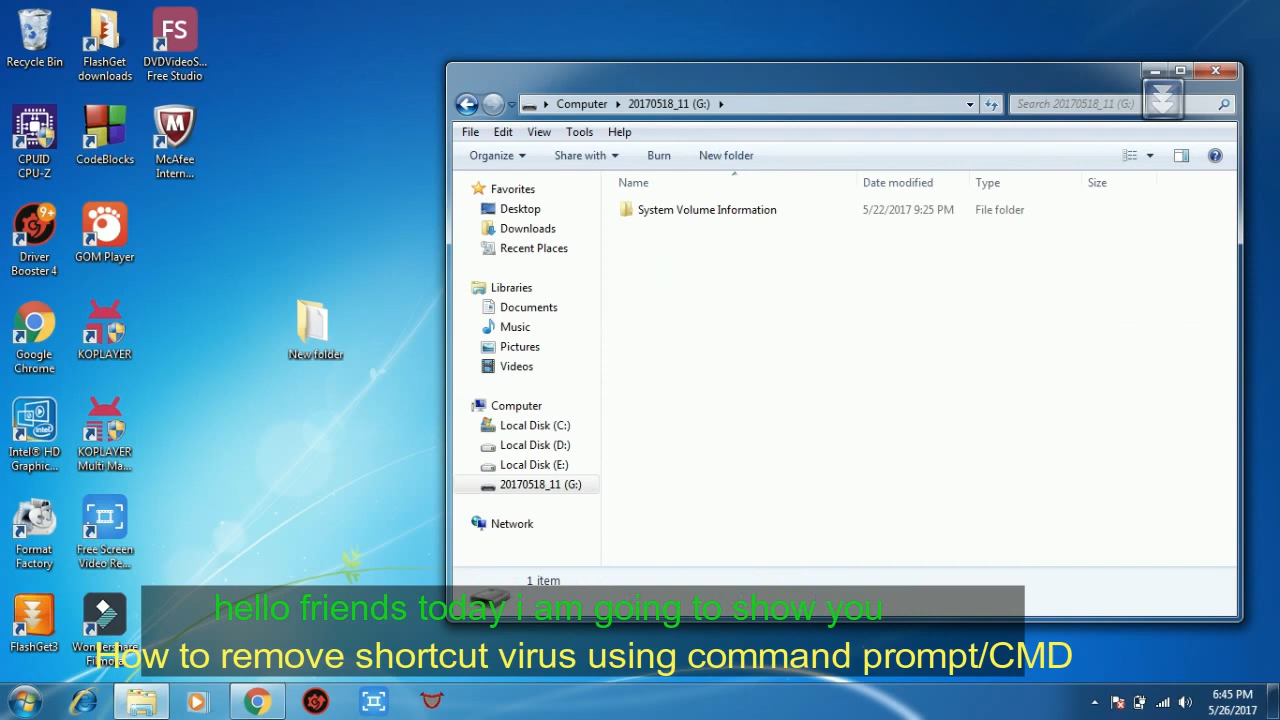 Recycle Bin
FlashGet downloads
DVDVideoS... Free Studio
FS
CPUID CPU-Z
CodeBlocks
McAfee Intern...
9+
Driver Booster 4
GOM Player
Google Chrome
KOPLAYER
New folder
Intel® HD Graphic...
KOPLAYER Multi Ma...
Format Factory
Free Screen Video Re...
FlashGet3
Computer
20170518_11 (G:)
Search 20170518_11 (G:)
File Edit View Tools Help
Organize Share with Burn New folder
Name Date modified Type Size
System Volume Information 5/22/2017 9:25 PM File folder
Favorites
Desktop
Downloads
Recent Places
Libraries
Documents
Music
Pictures
Videos
Computer
Local Disk (C:)
Local Disk (D:)
Local Disk (E:)
20170518_11 (G:)
Network
1 item
hello friends today i am going to show you
How to remove shortcut virus using command prompt/CMD
6:45 PM
5/26/2017